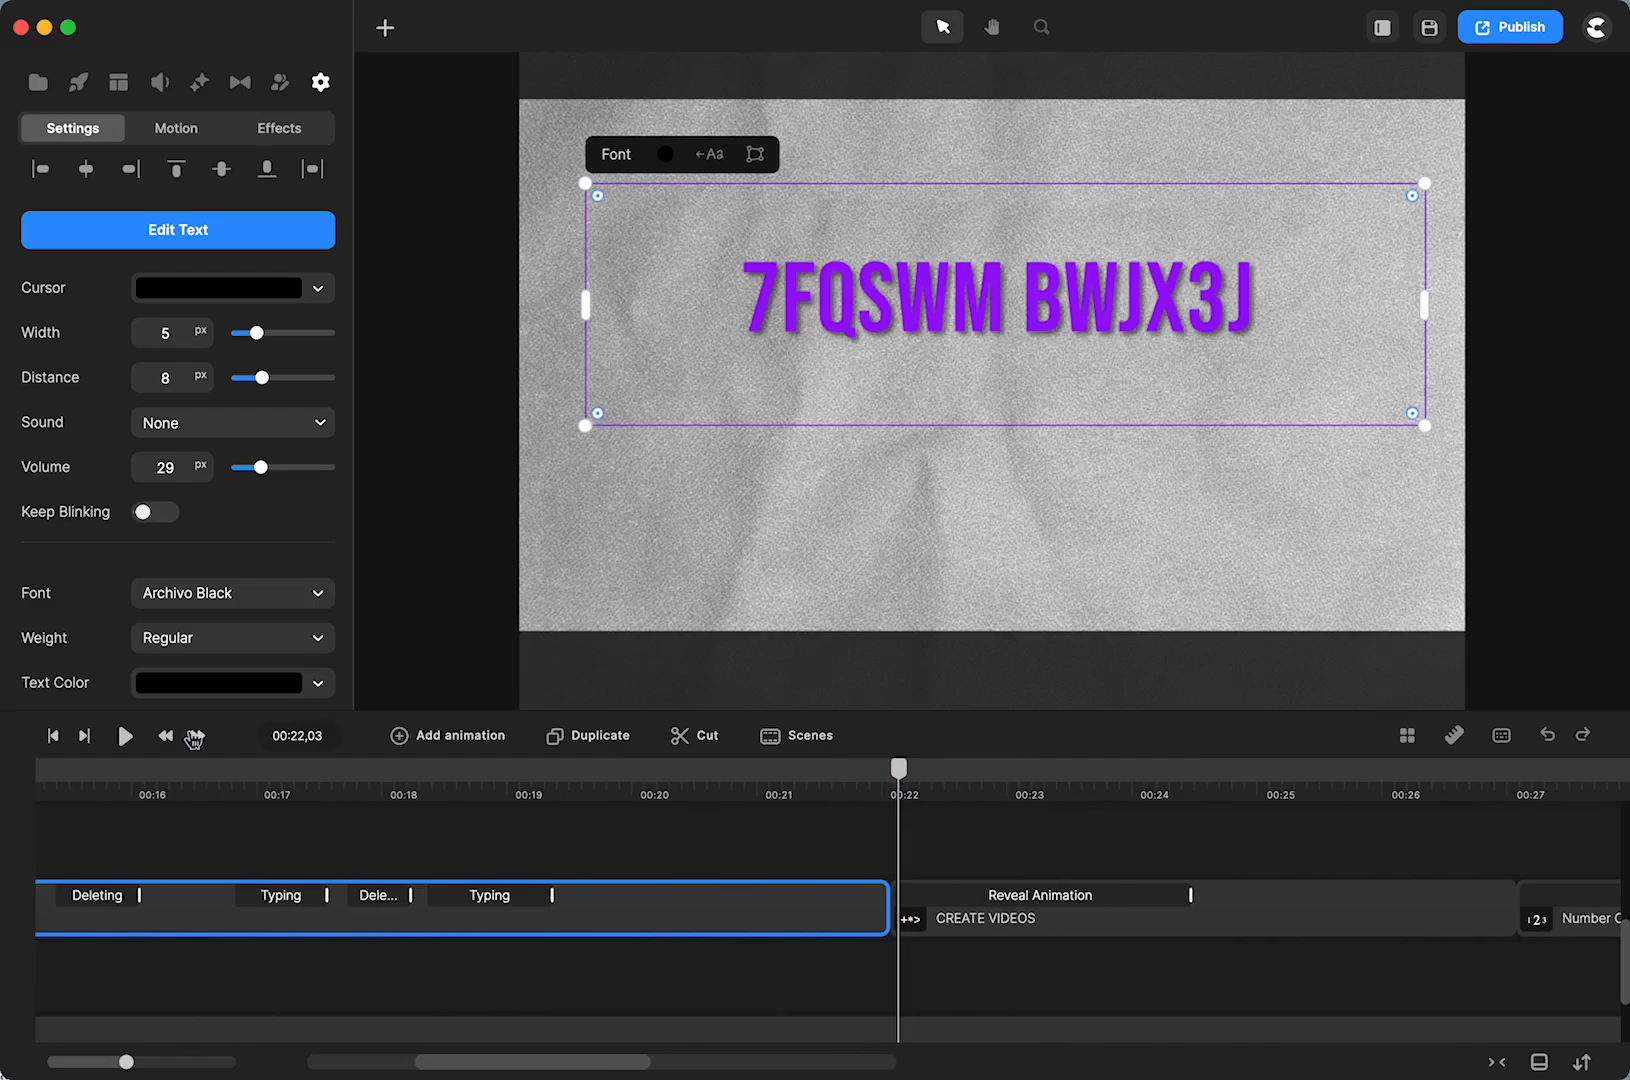 Publish
Settings Motion Effects
Edit Text
Cursor
Width 5 px
Distance 8 px
Sound None
Volume 29 px
Keep Blinking
Font Archivo Black
Weight Regular
Text Color
Font Aa
7FQSWM BWJX3J
00:22,03 Add animation Duplicate Cut Scenes
00:16 00:17 00:18 00:19 00:20 00:21 00:22 00:23 00:24 00:25 00:26 00:27
Deleting Typing Dele... Typing Reveal Animation
CREATE VIDEOS 123 Number C